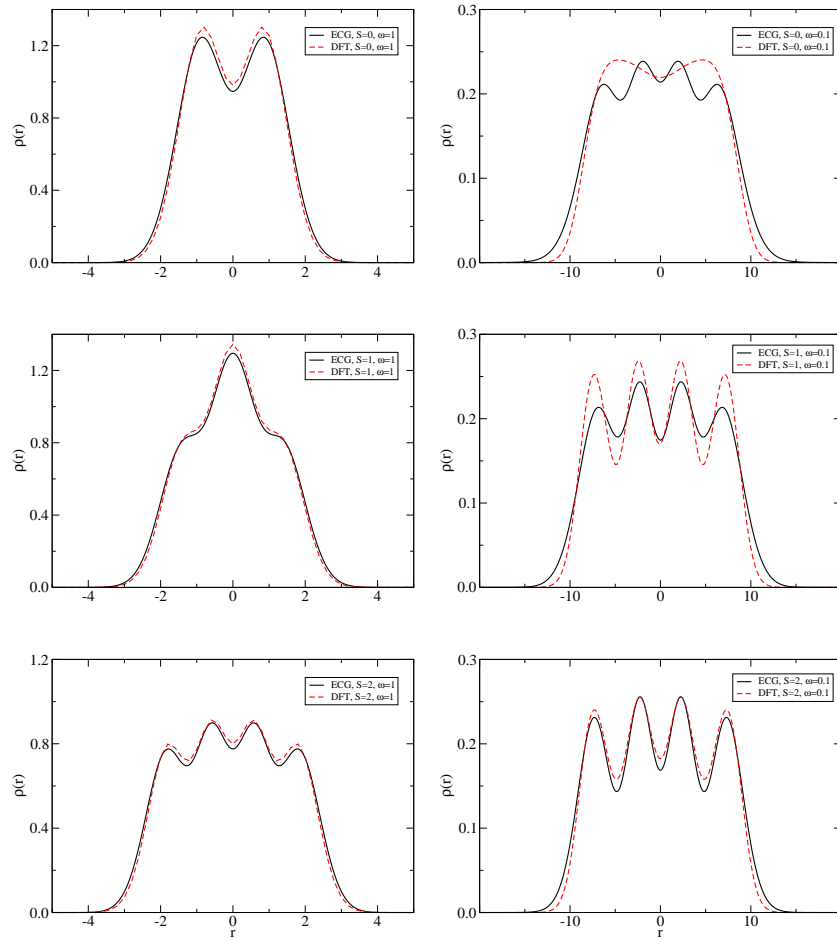 1.2
0.8
0.4
0.0
ρ(r)
-4 -2 0 2 4
ECG, S=0, ω=1
DFT, S=0, ω=1
0.3
0.2
0.1
0.0
ρ(r)
-10 0 10
ECG, S=0, ω=0.1
DFT, S=0, ω=0.1
1.2
0.8
0.4
0.0
ρ(r)
-4 -2 0 2 4
ECG, S=1, ω=1
DFT, S=1, ω=1
0.3
0.2
0.1
0.0
ρ(r)
-10 0 10
ECG, S=1, ω=0.1
DFT, S=1, ω=0.1
1.2
0.8
0.4
0.0
ρ(r)
-4 -2 0 2 4
r
ECG, S=2, ω=1
DFT, S=2, ω=1
0.3
0.2
0.1
0.0
ρ(r)
-10 0 10
r
ECG, S=2, ω=0.1
DFT, S=2, ω=0.1